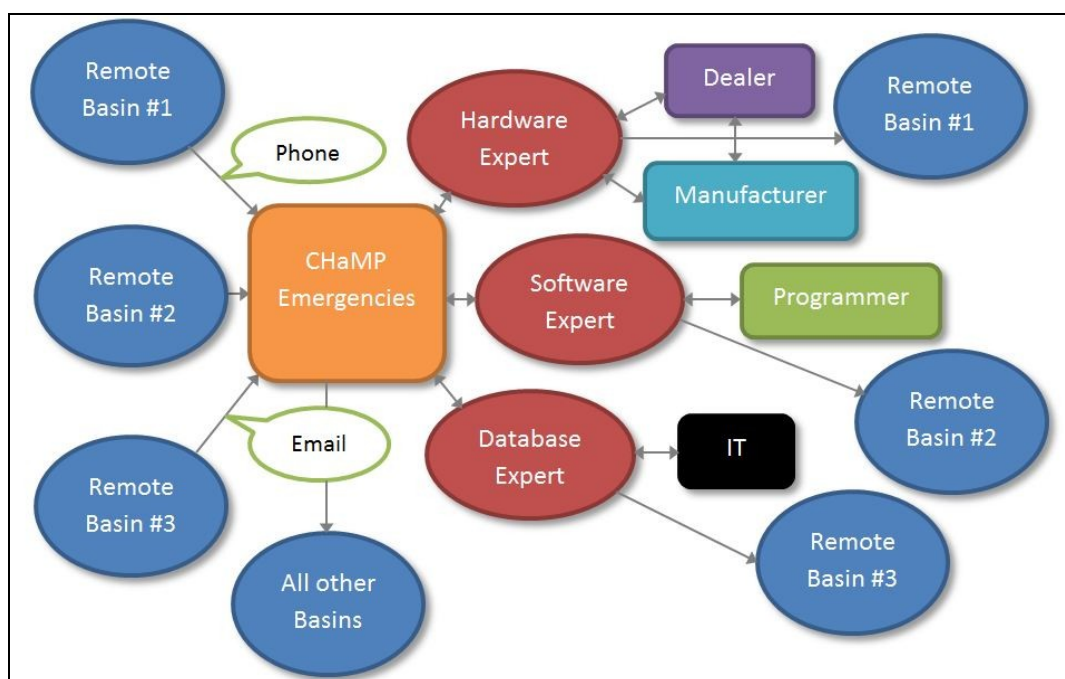 Remote
Basin #1
Phone
Hardware
Expert
Dealer
Remote
Basin #1
Manufacturer
CHaMP
Emergencies
Remote
Basin #2
Software
Expert
Programmer
Remote
Basin #2
Email
Database
Expert
IT
Remote
Basin #3
Remote
Basin #3
All other
Basins